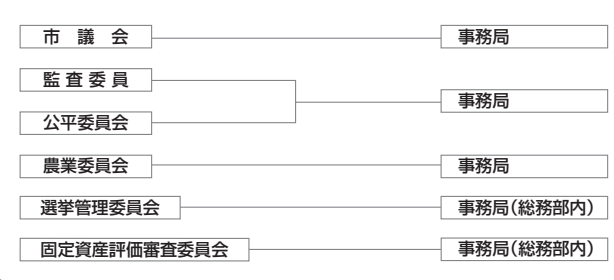 市　議　会　事務局
監 査 委 員
事務局
公平委員会
農業委員会　事務局
選挙管理委員会　事務局(総務部内)
固定資産評価審査委員会　事務局(総務部内)